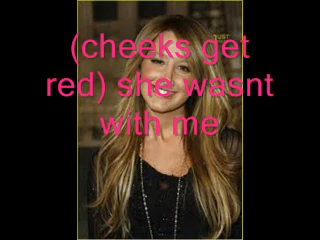 (cheeks get
red) she wasnt
with me